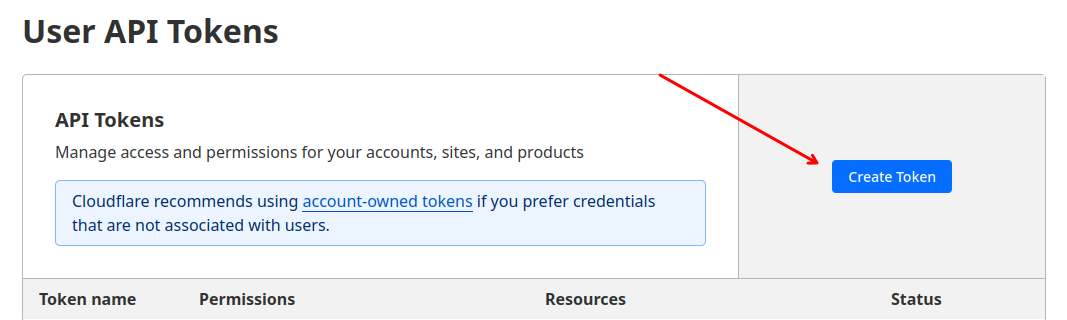 User API Tokens
API Tokens
Manage access and permissions for your accounts, sites, and products
Cloudflare recommends using account-owned tokens if you prefer credentials
that are not associated with users.
Create Token
Token name Permissions Resources Status